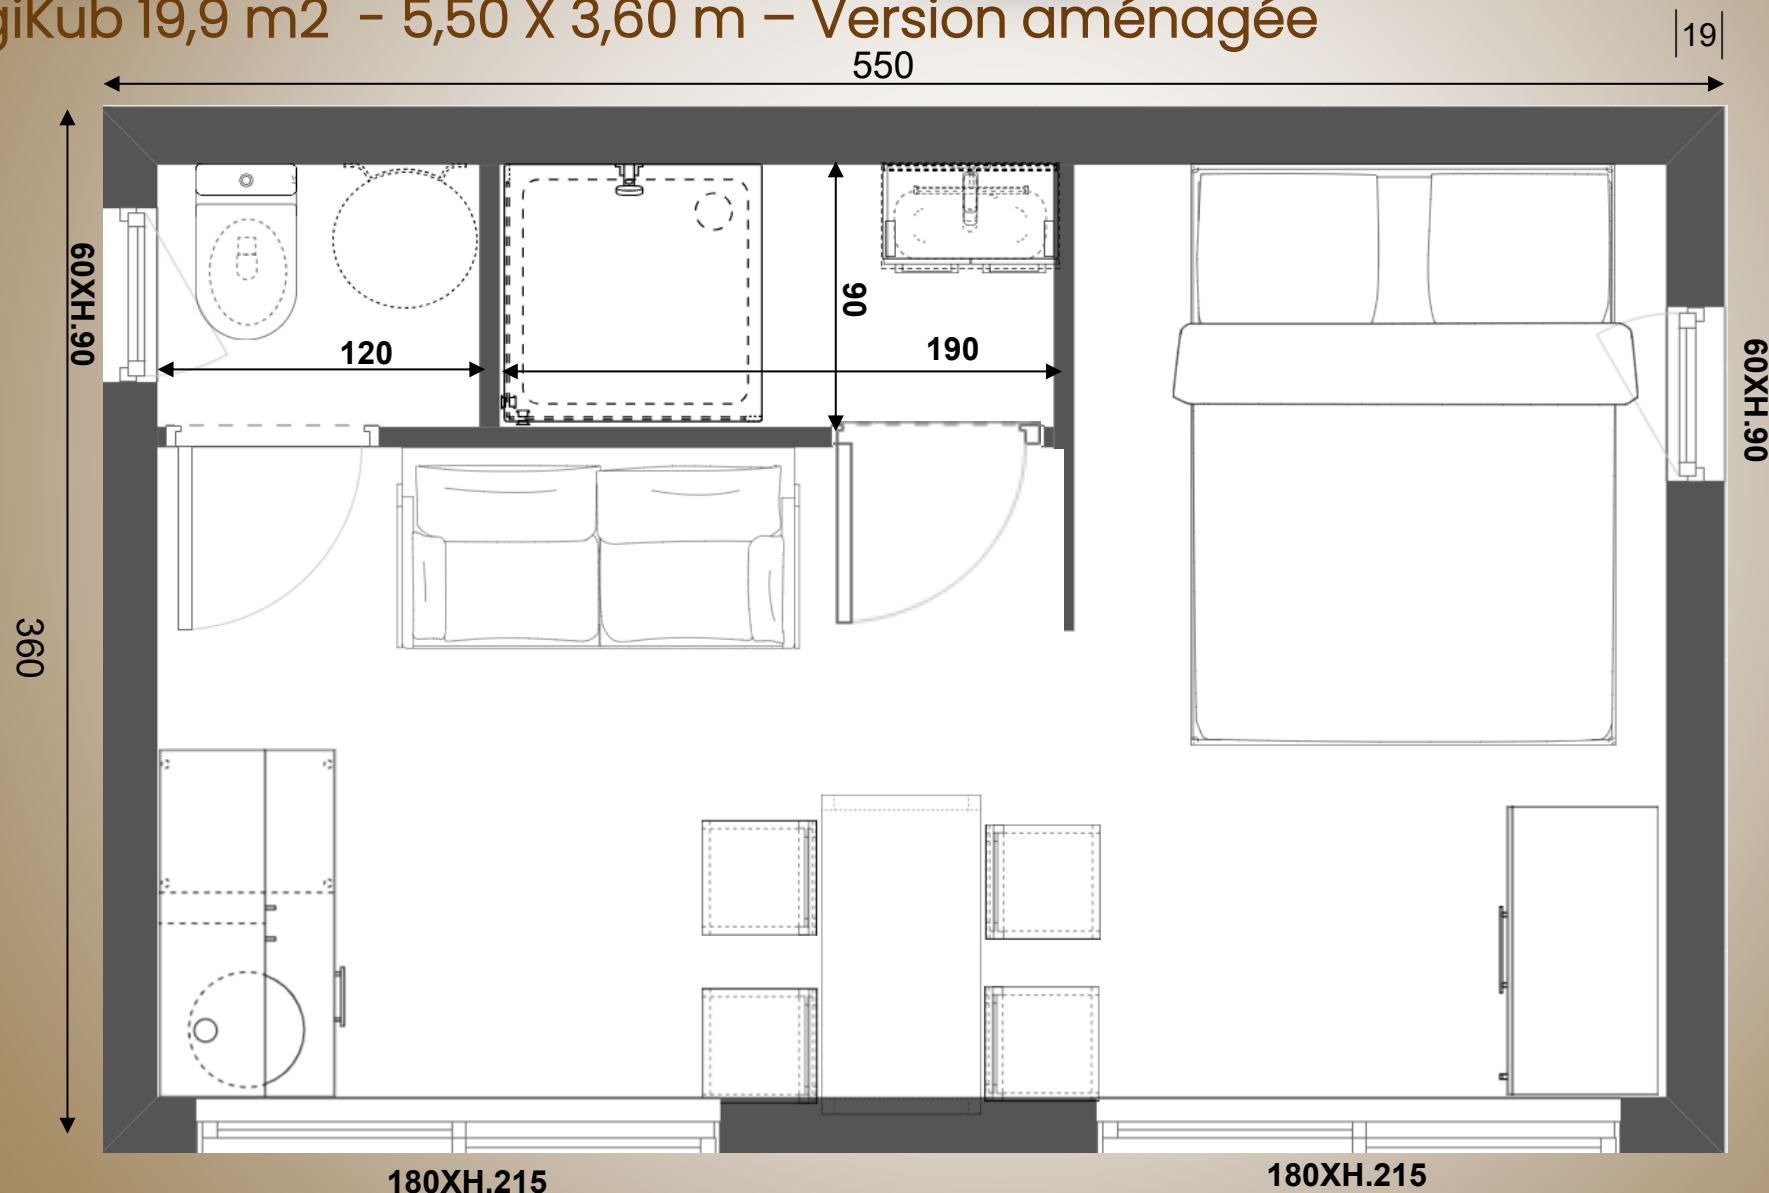 giKub 19,9 m2 - 5,50 X 3,60 m – Version aménagée
|19|
550
60XH.90
90
120
190
60XH.90
360
180XH.215
180XH.215